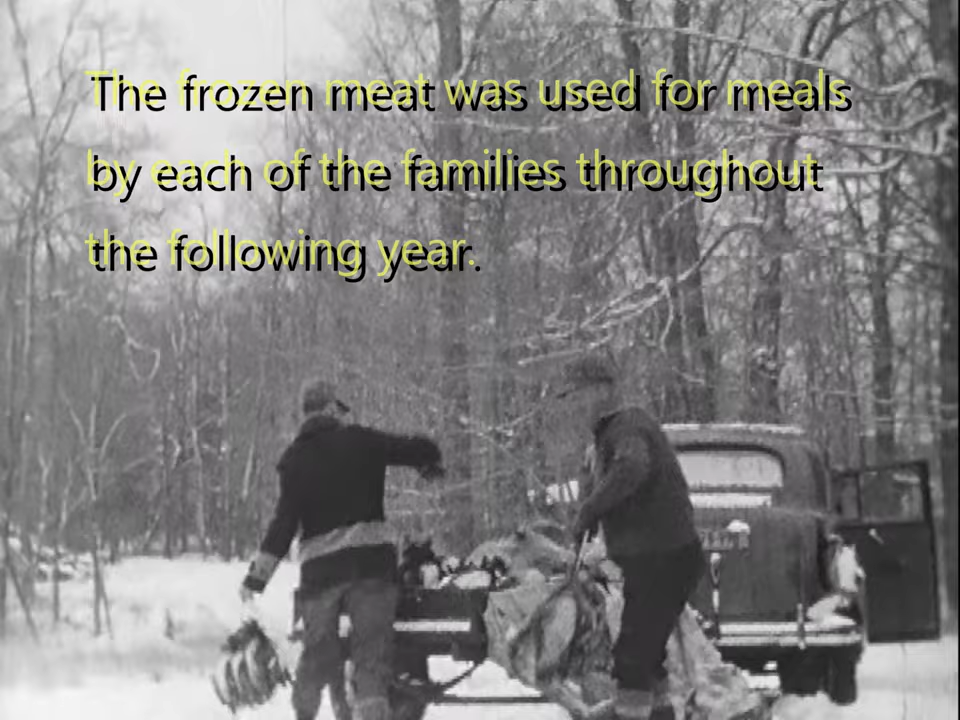 The frozen meat was used for meals
by each of the families throughout
the following year.